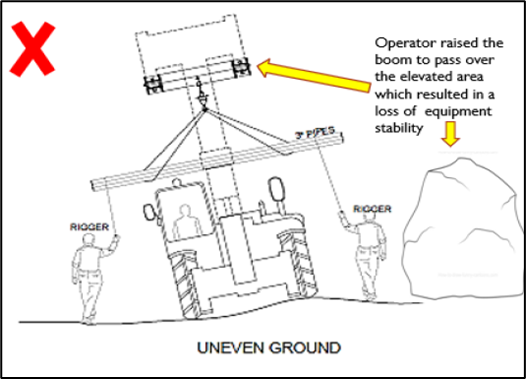 Operator raised the
boom to pass over
the elevated area
which resulted in a
loss of equipment
stability
3" PIPES
RIGGER
RIGGER
UNEVEN GROUND